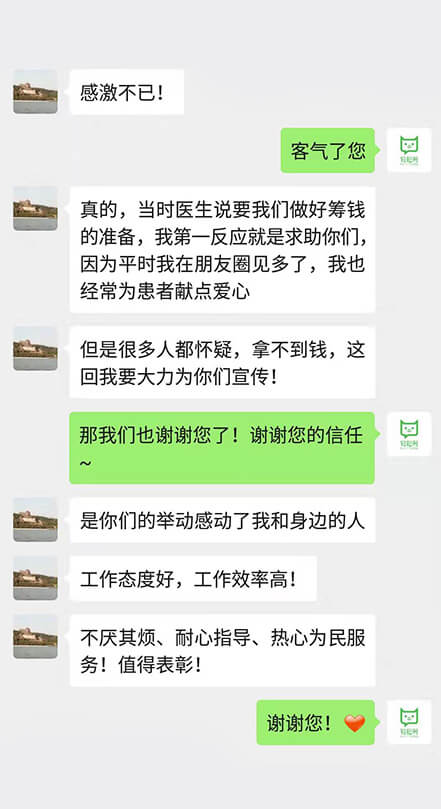 感激不已！
客气了您
真的，当时医生说要我们做好筹钱
的准备，我第一反应就是求助你们，
因为平时我在朋友圈见多了，我也
经常为患者献点爱心
但是很多人都怀疑，拿不到钱，这
回我要大力为你们宣传！
那我们也谢谢您了！谢谢您的信任
~
是你们的举动感动了我和身边的人
工作态度好，工作效率高！
不厌其烦、耐心指导、热心为民服
务！值得表彰！
谢谢您！